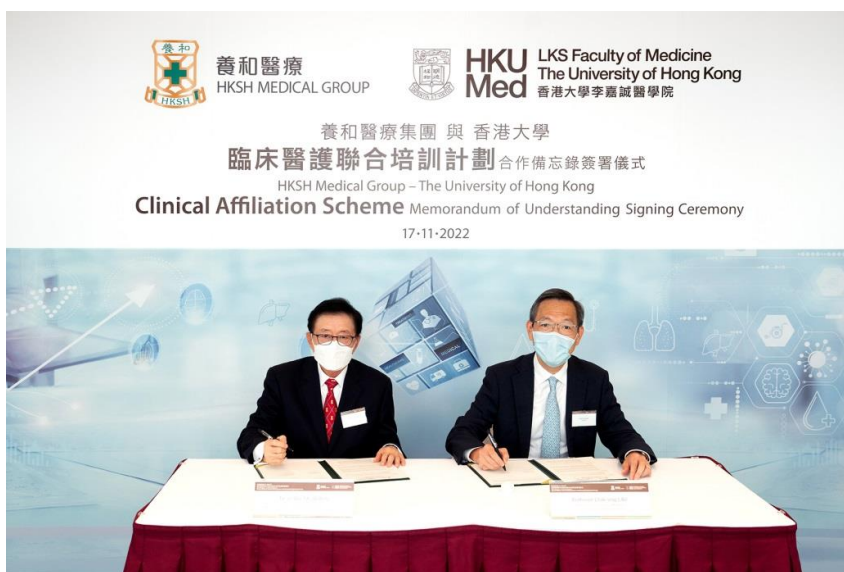 養和
HKSH
養和醫療
HKSH MEDICAL GROUP
HKU
Med
LKS Faculty of Medicine
The University of Hong Kong
香港大學李嘉誠醫學院
養和醫療集團 與 香港大學
臨床醫護聯合培訓計劃合作備忘錄簽署儀式
HKSH Medical Group – The University of Hong Kong
Clinical Affiliation Scheme Memorandum of Understanding Signing Ceremony
17·11·2022